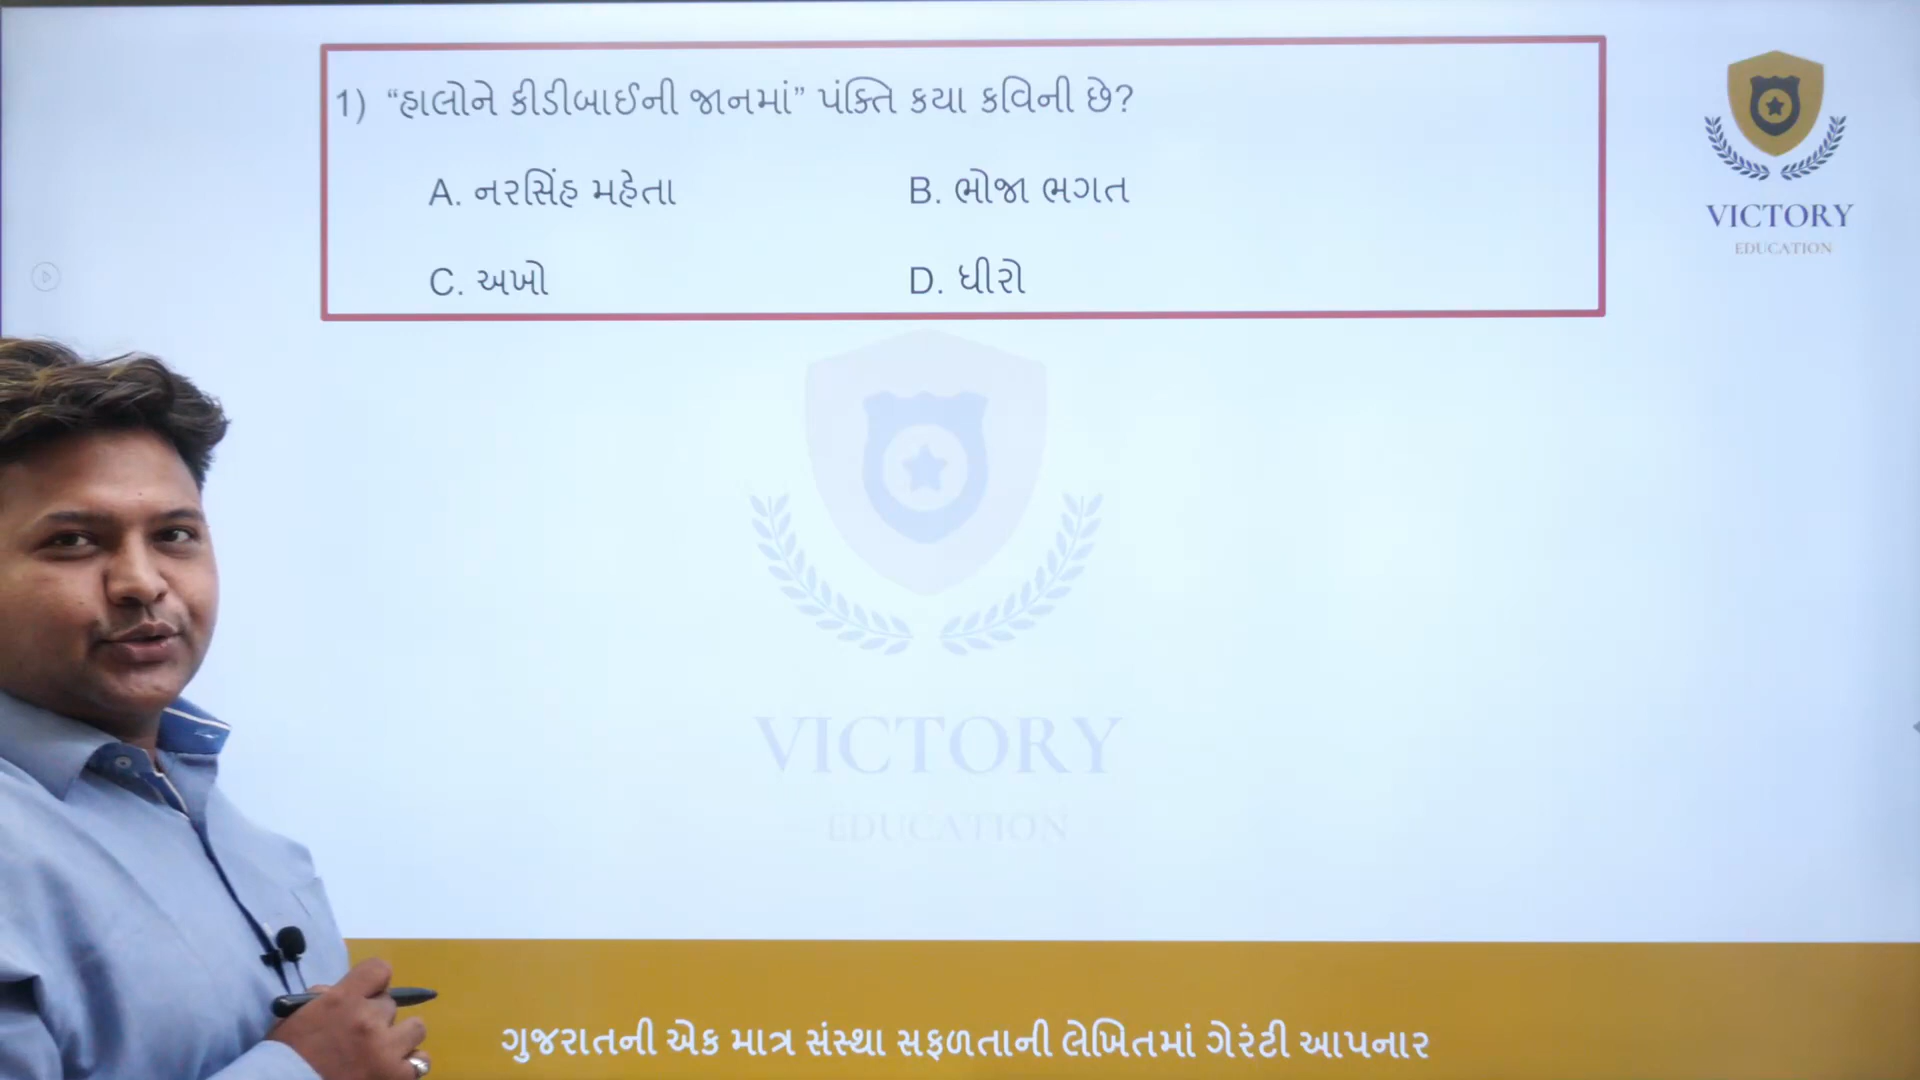 1) “હાલોને કીડીબાઈની જાનમાં” પંક્તિ કયા કવિની છે?
A. નરસિંહ મહેતા
B. ભોજા ભગત
C. અખો
D. ધીરો
VICTORY
EDUCATION
VICTORY
EDUCATION
ગુજરાતની એક માત્ર સંસ્થા સફળતાની લેખિતમાં ગેરંટી આપનાર